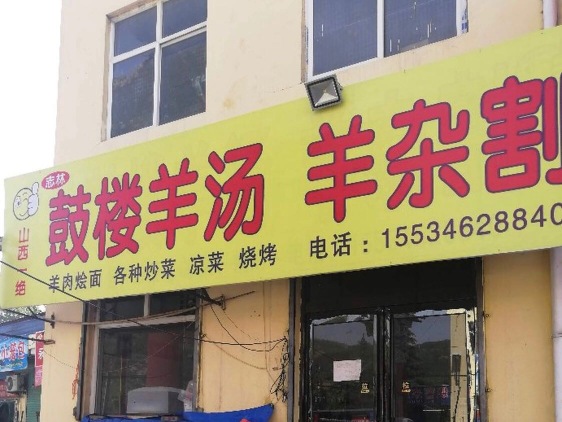 志林
山西一绝
鼓楼羊汤 羊杂割
羊肉烩面 各种炒菜 凉菜 烧烤
电话：15534628840